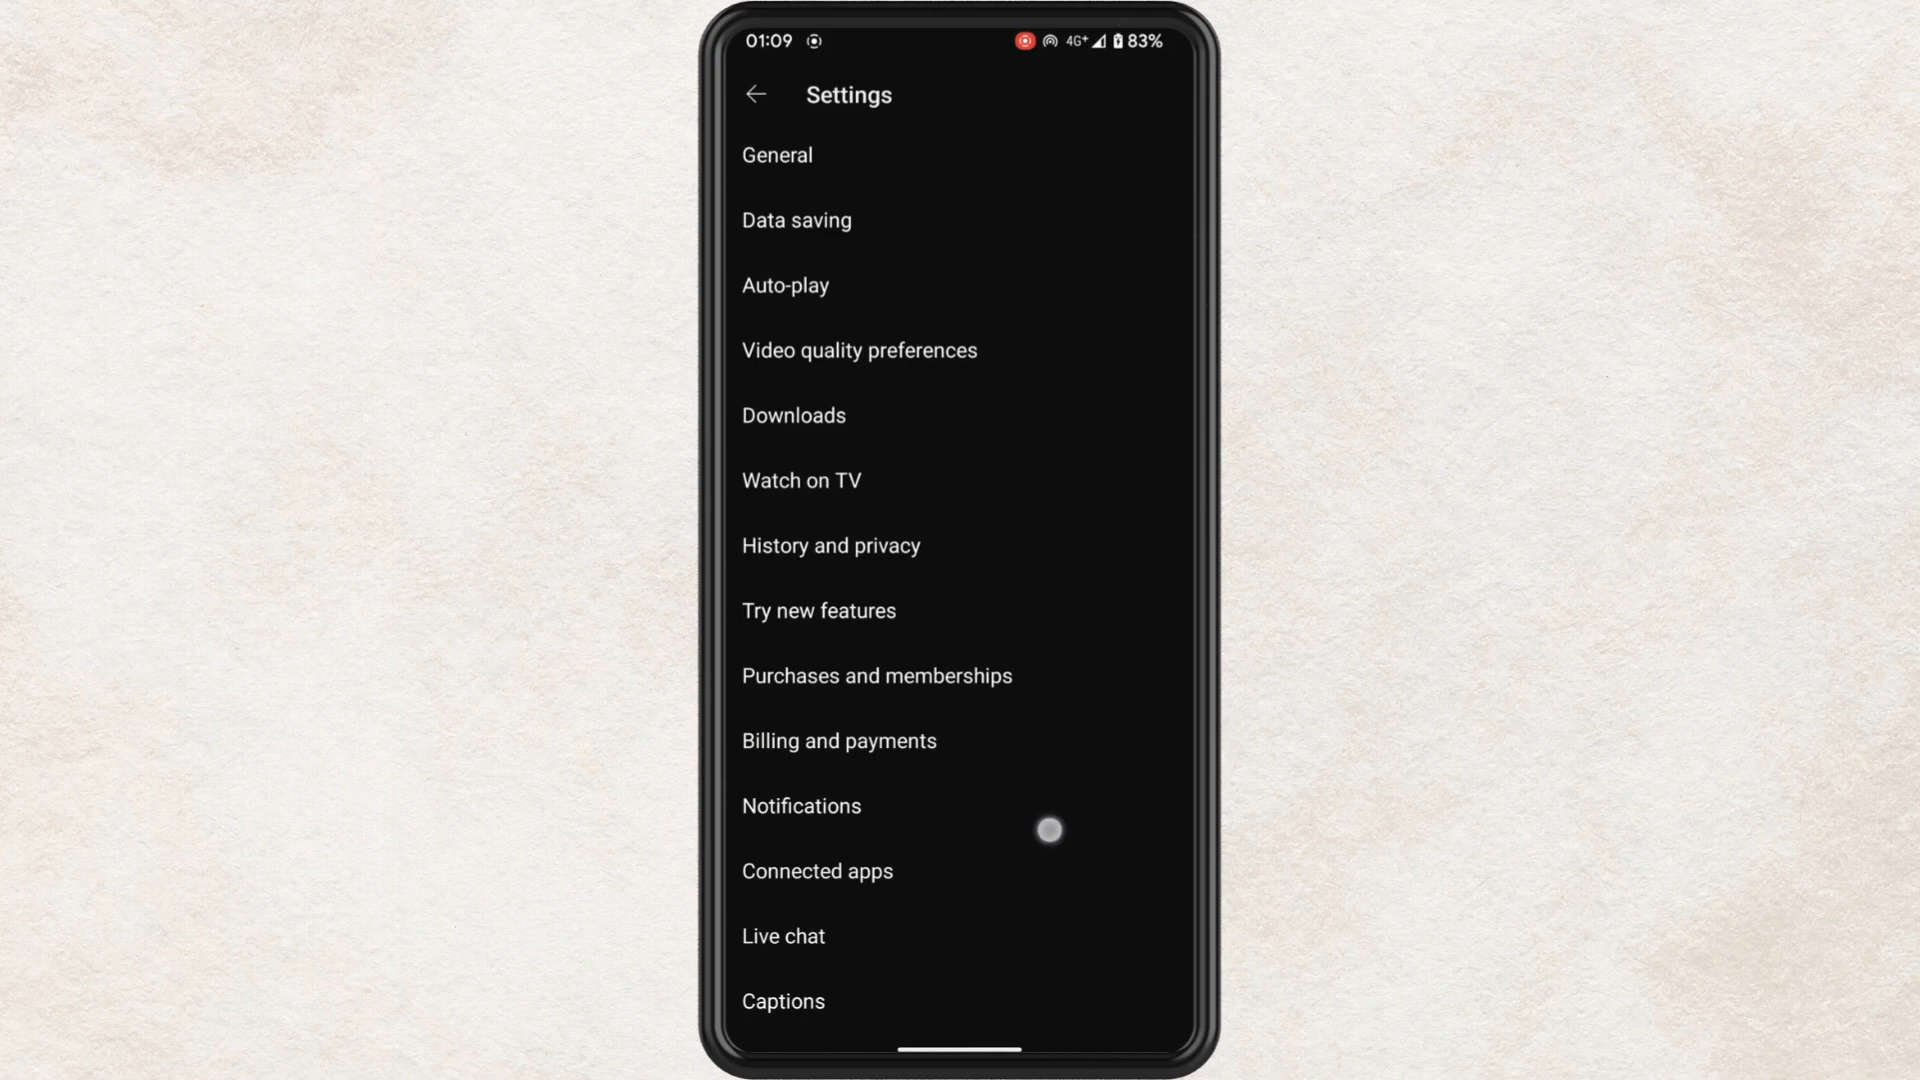 01:09 4G+ 83%
Settings
General
Data saving
Auto-play
Video quality preferences
Downloads
Watch on TV
History and privacy
Try new features
Purchases and memberships
Billing and payments
Notifications
Connected apps
Live chat
Captions